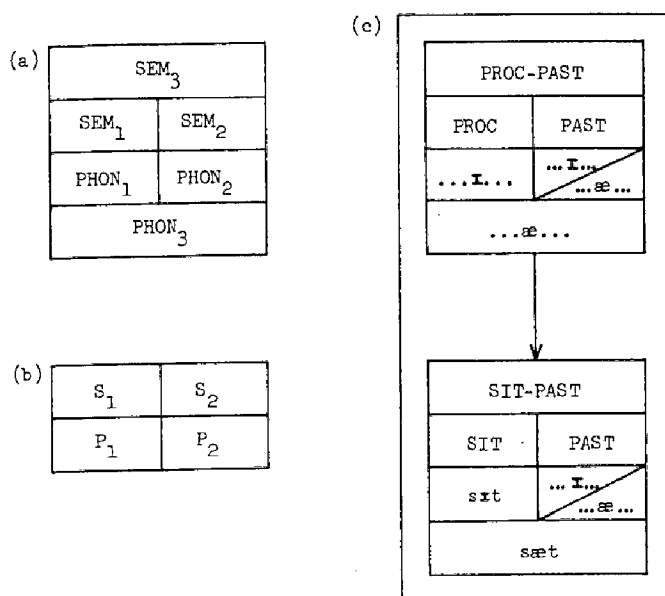 (a)
SEM₃
SEM₁ SEM₂
PHON₁ PHON₂
PHON₃
(b)
S₁ S₂
P₁ P₂
(c)
PROC-PAST
PROC PAST
...ɪ... ...ɪ...
...æ...
...æ...
SIT-PAST
SIT PAST
sɪt ...ɪ...
...æ...
sæt